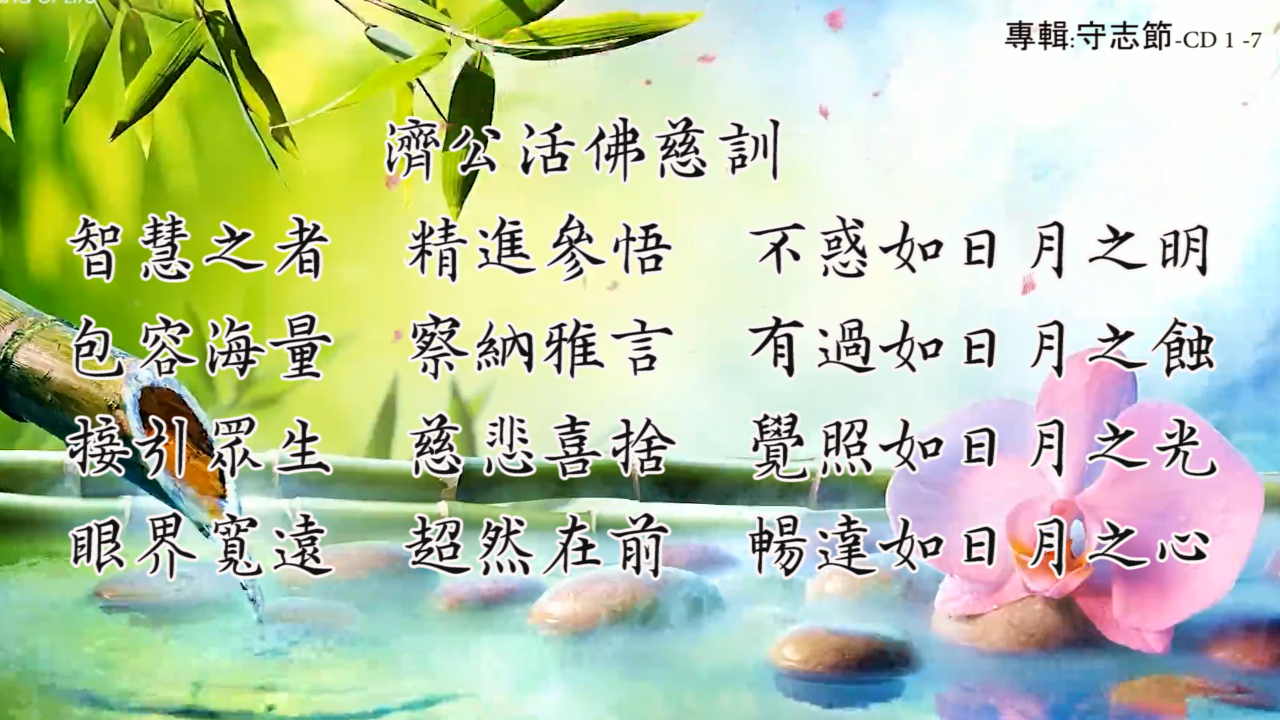 專輯:守志節-CD 1 -7
濟公活佛慈訓
智慧之者 精進參悟 不惑如日月之明
包容海量 察納雅言 有過如日月之蝕
接引眾生 慈悲喜捨 覺照如日月之光
眼界寬遠 超然在前 暢達如日月之心